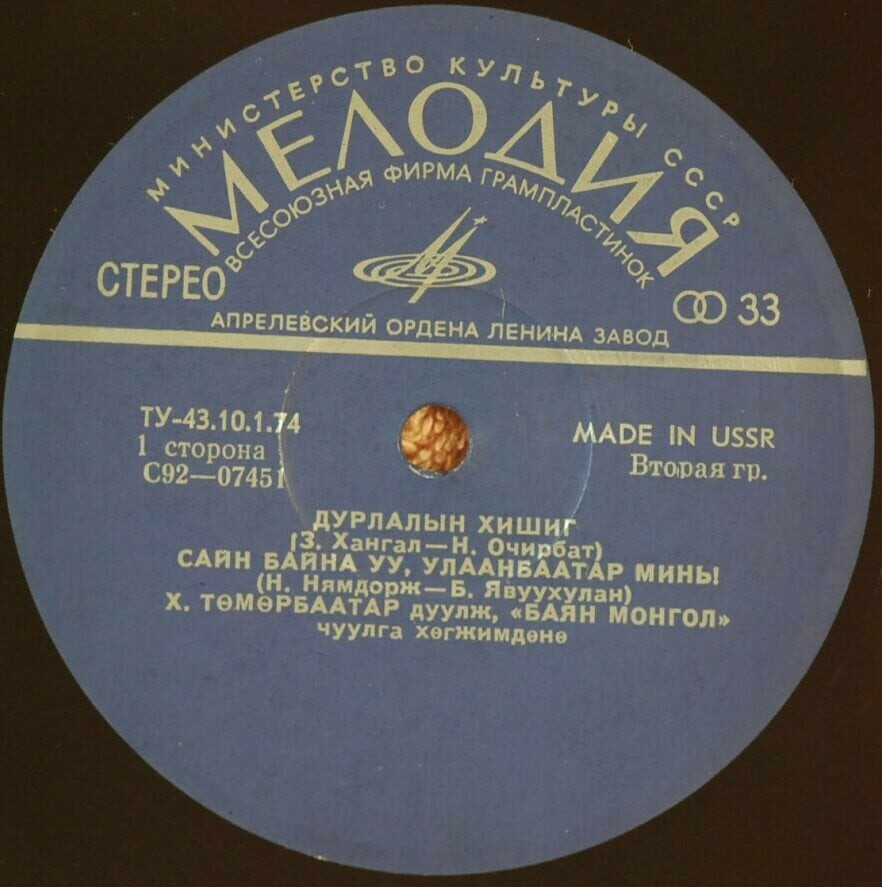 МИНИСТЕРСТВО КУЛЬТУРЫ СССР
МЕЛОДИЯ
ВСЕСОЮЗНАЯ ФИРМА ГРАМПЛАСТИНОК
СТЕРЕО
33
АПРЕЛЕВСКИЙ ОРДЕНА ЛЕНИНА ЗАВОД
ТУ-43.10.1.74
1 сторона
С92—07451
MADE IN USSR
Вторая гр.
ДУРЛАЛЫН ХИШИГ
(З. Хангал—Н. Очирбат)
САЙН БАЙНА УУ, УЛААНБААТАР МИНЫ
(Н. Нямдорж—Б. Явуухулан)
Х. ТӨМӨРБААТАР дуулж, «БАЯН МОНГОЛ»
чуулга хөгжимдөнө